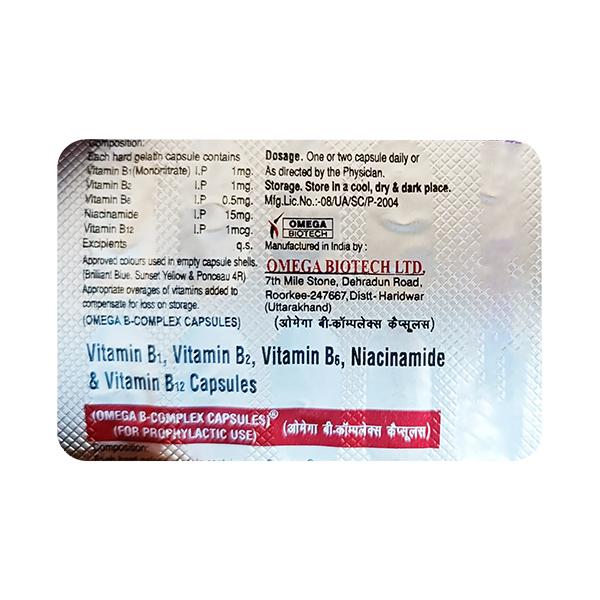 Composition:
Each hard gelatin capsule contains
Vitamin B1 (Mononitrate) I.P 1mg.
Vitamin B2 I.P 1mg.
Vitamin B6 I.P 0.5mg.
Niacinamide I.P 15mg.
Vitamin B12 I.P 1mcg.
Excipients q.s.
Approved colours used in empty capsule shells.
(Brilliant Blue, Sunset Yellow & Ponceau 4R)
Appropriate overages of vitamins added to
compensate for loss on storage.
(OMEGA B-COMPLEX CAPSULES)
Dosage. One or two capsule daily or
As directed by the Physician.
Storage. Store in a cool, dry & dark place.
Mfg.Lic.No.:-08/UA/SC/P-2004
OMEGA
BIOTECH
Manufactured in India by :
OMEGA BIOTECH LTD.
7th Mile Stone, Dehradun Road,
Roorkee-247667, Distt- Haridwar
(Uttarakhand)
(ओमेगा बी-कॉम्पलेक्स कैप्सूलस)
Vitamin B1, Vitamin B2, Vitamin B6, Niacinamide
& Vitamin B12 Capsules
(OMEGA B-COMPLEX CAPSULES)®
(FOR PROPHYLACTIC USE)
(ओमेगा बी-कॉम्पलेक्स कैप्सूलस)
Composition: